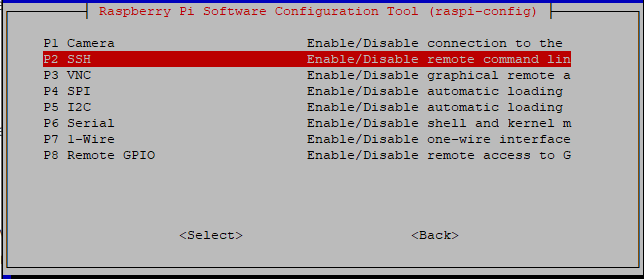 Raspberry Pi Software Configuration Tool (raspi-config)
P1 Camera Enable/Disable connection to the
P2 SSH Enable/Disable remote command lin
P3 VNC Enable/Disable graphical remote a
P4 SPI Enable/Disable automatic loading
P5 I2C Enable/Disable automatic loading
P6 Serial Enable/Disable shell and kernel m
P7 1-Wire Enable/Disable one-wire interface
P8 Remote GPIO Enable/Disable remote access to G
<Select> <Back>